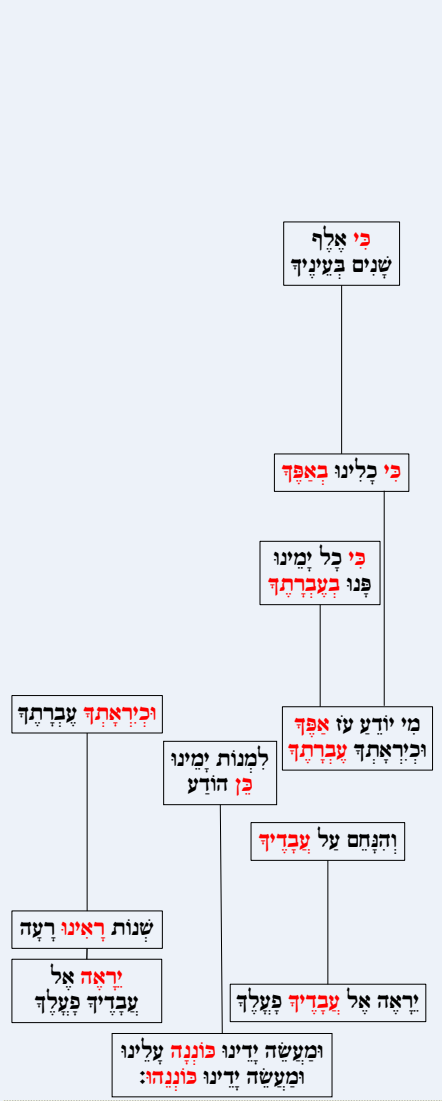 כִּי אֶלֶף
שָׁנִים בְּעֵינֶיךָ
כִּי כָלִינוּ בְאַפֶּךָ
כִּי כָל יָמֵינוּ
פָּנוּ בְעֶבְרָתֶךָ
וּכְיִרְאָתְךָ עֶבְרָתֶךָ
מִי יוֹדֵעַ עֹז אַפֶּךָ
וּכְיִרְאָתְךָ עֶבְרָתֶךָ
לִמְנוֹת יָמֵינוּ
כֵּן הוֹדַע
וְהִנָּחֵם עַל עֲבָדֶיךָ
שְׁנוֹת רָאִינוּ רָעָה
יֵרָאֶה אֶל
עֲבָדֶיךָ פָעֳלֶךָ
יֵרָאֶה אֶל עֲבָדֶיךָ פָעֳלֶךָ
וּמַעֲשֵׂה יָדֵינוּ כּוֹנְנָה עָלֵינוּ
וּמַעֲשֵׂה יָדֵינוּ כּוֹנְנֵהוּ: